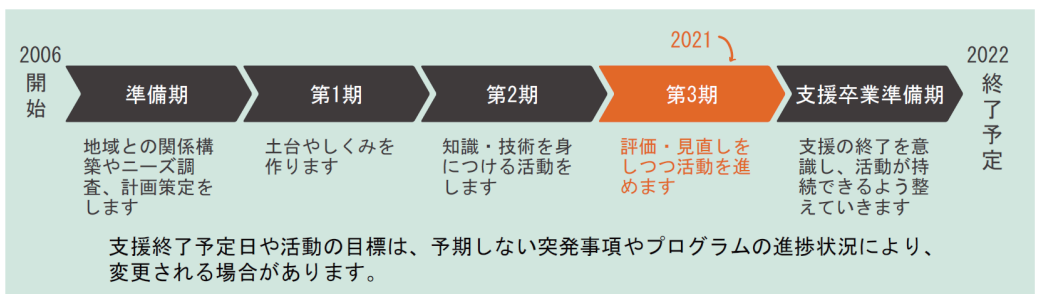 2021
2006
開始
準備期
第1期
第2期
第3期
支援卒業準備期
2022
終了予定
地域との関係構
築やニーズ調
査、計画策定を
します
土台やしくみを
作ります
知識・技術を身
につける活動を
します
評価・見直しを
しつつ活動を進
めます
支援の終了を意
識し、活動が持
続できるよう整
えていきます
支援終了予定日や活動の目標は、予期しない突発事項やプログラムの進捗状況により、
変更される場合があります。